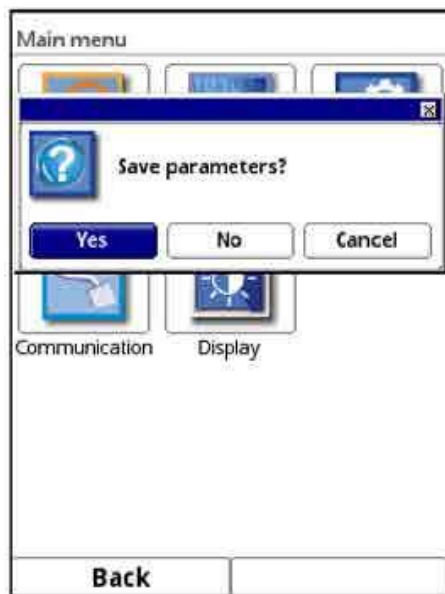 Main menu
Save parameters?
Yes No Cancel
Communication Display
Back